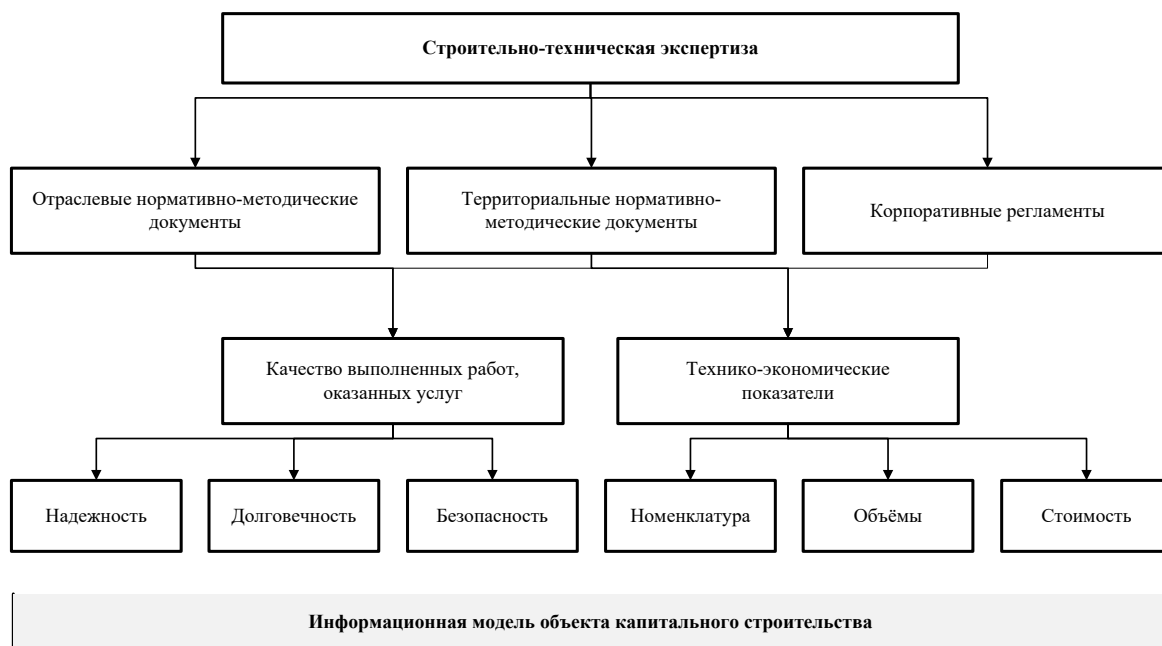 Строительно-техническая экспертиза
Отраслевые нормативно-методические
документы
Территориальные нормативно-
методические документы
Корпоративные регламенты
Качество выполненных работ,
оказанных услуг
Технико-экономические
показатели
Надежность
Долговечность
Безопасность
Номенклатура
Объёмы
Стоимость
Информационная модель объекта капитального строительства